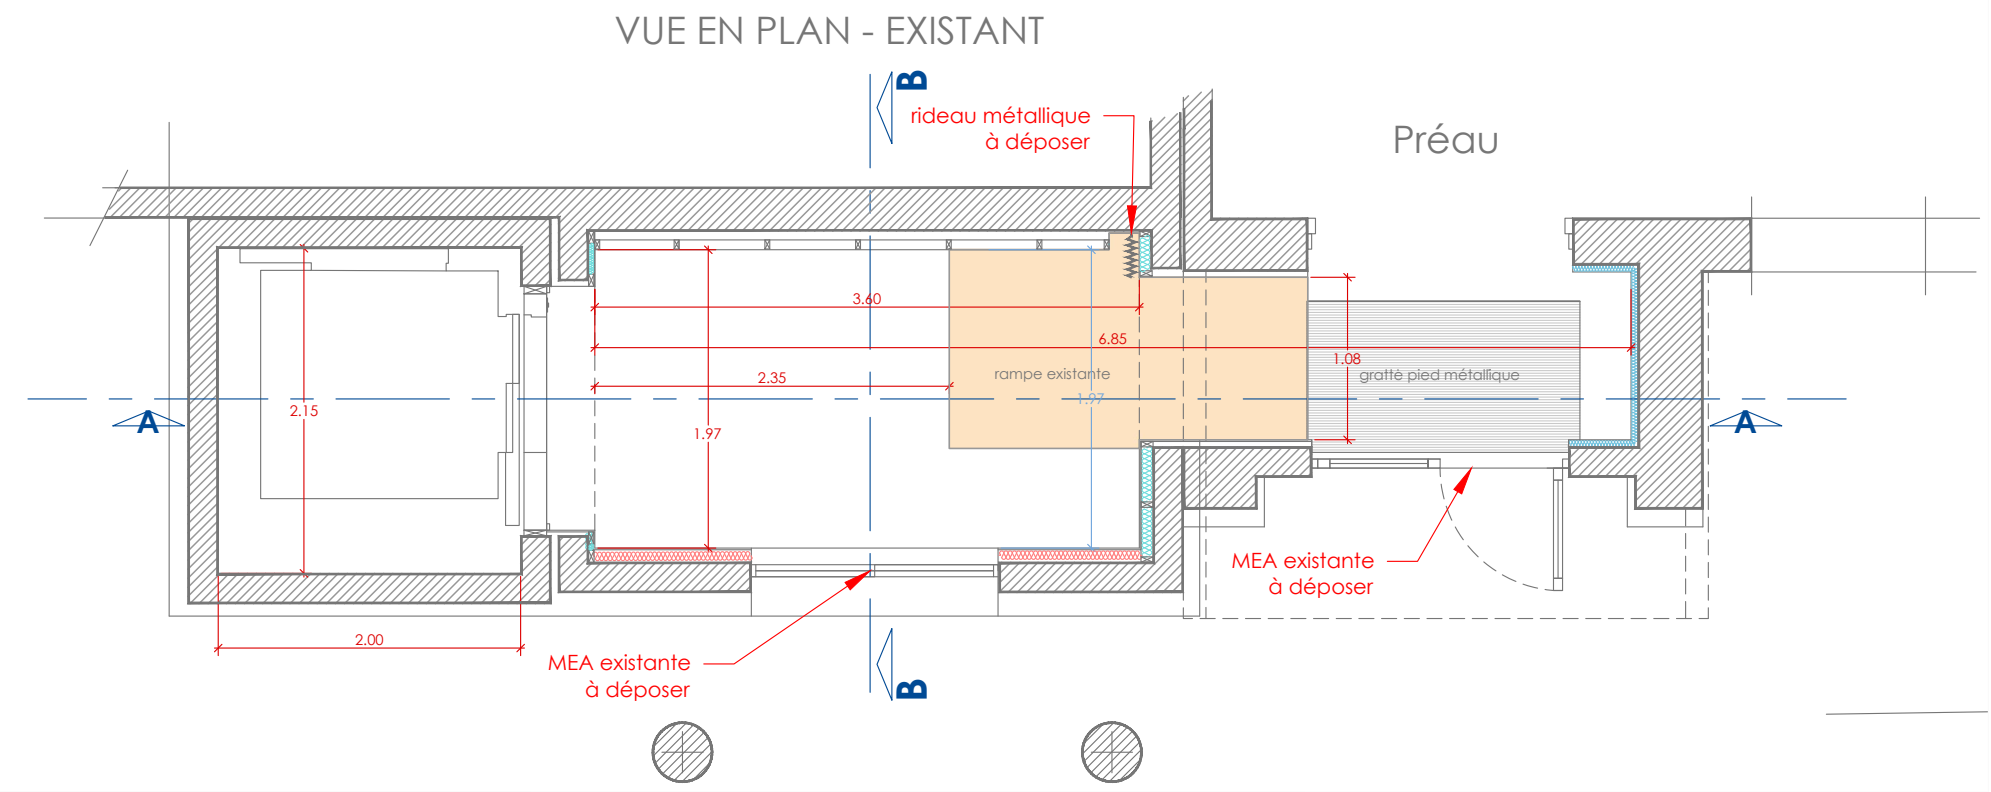 VUE EN PLAN - EXISTANT
B
rideau métallique
à déposer
Préau
3.60
6.85
1.08
2.35
rampe existante
gratté pied métallique
1.97
2.15
A
1.97
A
MEA existante
à déposer
2.00
MEA existante
à déposer
B